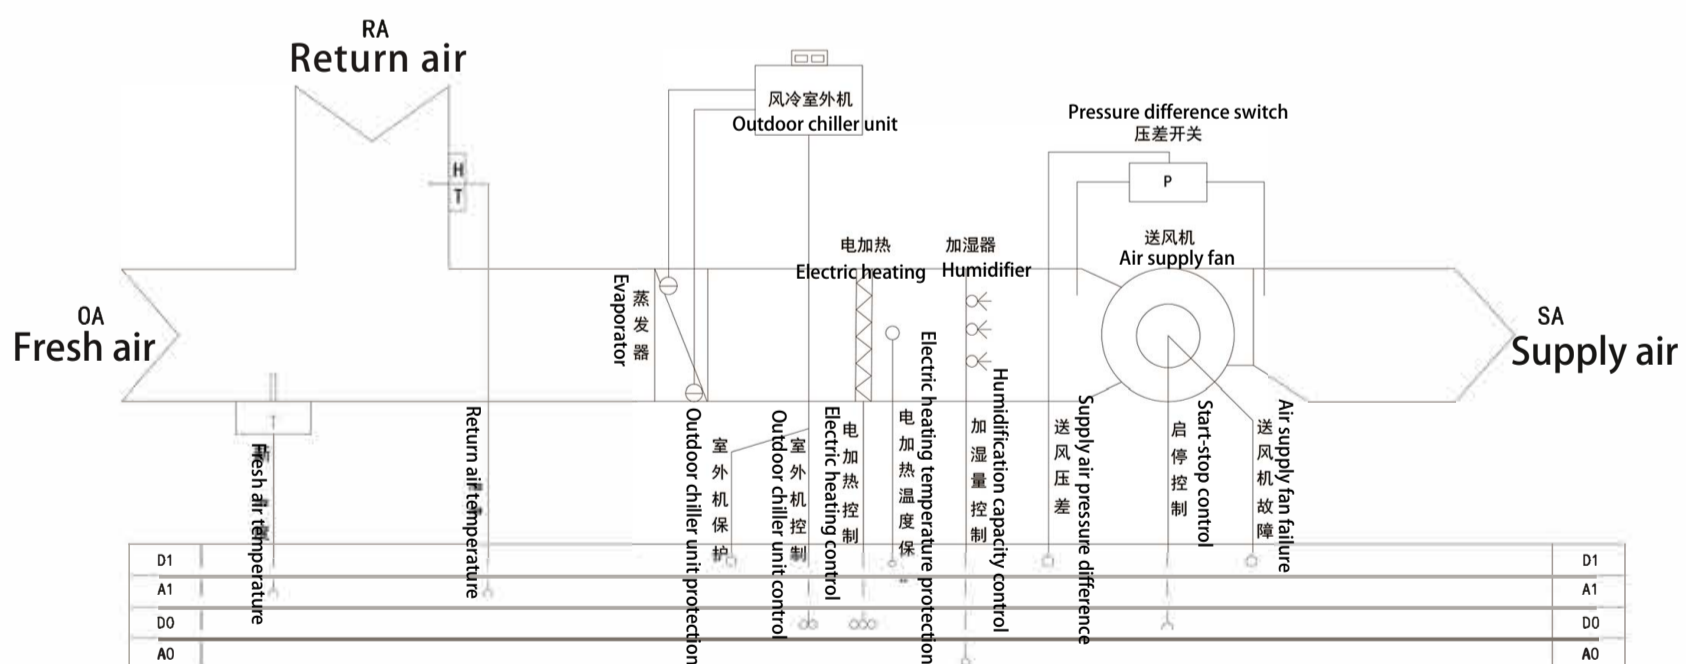 RA
Return air
风冷室外机
Outdoor chiller unit
Pressure difference switch
压差开关
H
T
P
电加热
Electric heating
加湿器
Humidifier
送风机
Air supply fan
OA
Fresh air
Evaporator
蒸发器
SA
Supply air
T
Fresh air temperature
Return air temperature
Outdoor chiller unit protection
室外机保护
Outdoor chiller unit control
室外机控制
Electric heating control
电加热控制
电加热温度保
Electric heating temperature protection
加湿量控制
Humidification capacity control
送风压差
Supply air pressure difference
启停控制
Start-stop control
送风机故障
Air supply fan failure
D1
D1
A1
A1
D0
D0
A0
A0